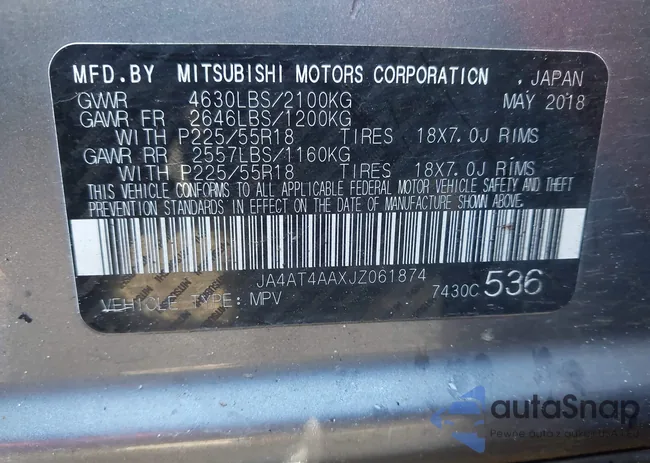 MFD.BY MITSUBISHI MOTORS CORPORATION . JAPAN
GVWR 4630LBS/2100KG MAY 2018
GAWR FR 2646LBS/1200KG
WITH P225/55R18 TIRES 18X7.0J RIMS
GAWR RR 2557LBS/1160KG
WITH P225/55R18 TIRES 18X7.0J RIMS
THIS VEHICLE CONFORMS TO ALL APPLICABLE FEDERAL MOTOR VEHICLE SAFETY AND THEFT
PREVENTION STANDARDS IN EFFECT ON THE DATE OF MANUFACTURE SHOWN ABOVE.
JA4AT4AAXJZ061874
VEHICLE TYPE: MPV 7430C 536
autaSnap